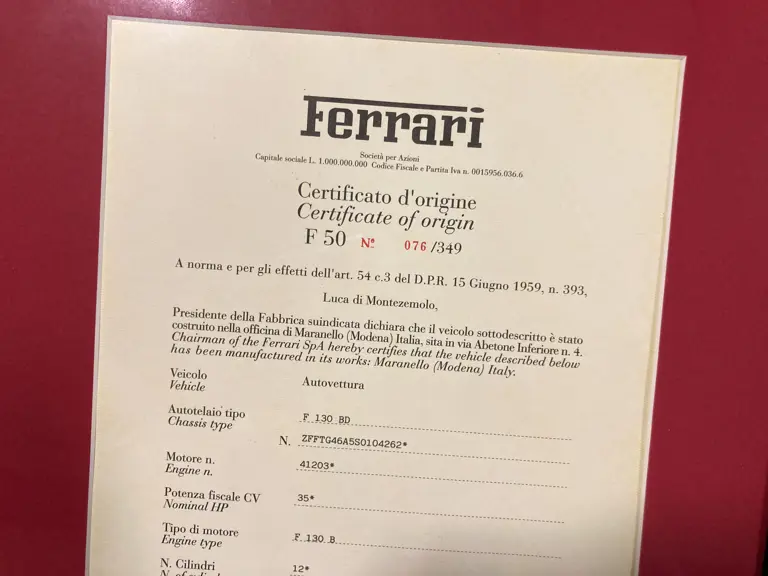 Ferrari
Società per Azioni
Capitale sociale L. 1.000.000.000 Codice Fiscale e Partita Iva n. 0015956.036.6
Certificato d'origine
Certificate of origin
F 50 Nº 076 /349
A norma e per gli effetti dell'art. 54 c.3 del D.P.R. 15 Giugno 1959, n. 393,
Luca di Montezemolo,
Presidente della Fabbrica suindicata dichiara che il veicolo sottodescritto è stato
costruito nella officina di Maranello (Modena) Italia, sita in via Abetone Inferiore n. 4.
Chairman of the Ferrari SpA hereby certifies that the vehicle described below
has been manufactured in its works: Maranello (Modena) Italy.
Veicolo
Vehicle
Autovettura
Autotelaio tipo
Chassis type
F 130 BD
N. ZFFTG46A5S0104262*
Motore n.
Engine n.
41203*
Potenza fiscale CV
Nominal HP
35*
Tipo di motore
Engine type
F 130 B
N. Cilindri
12*